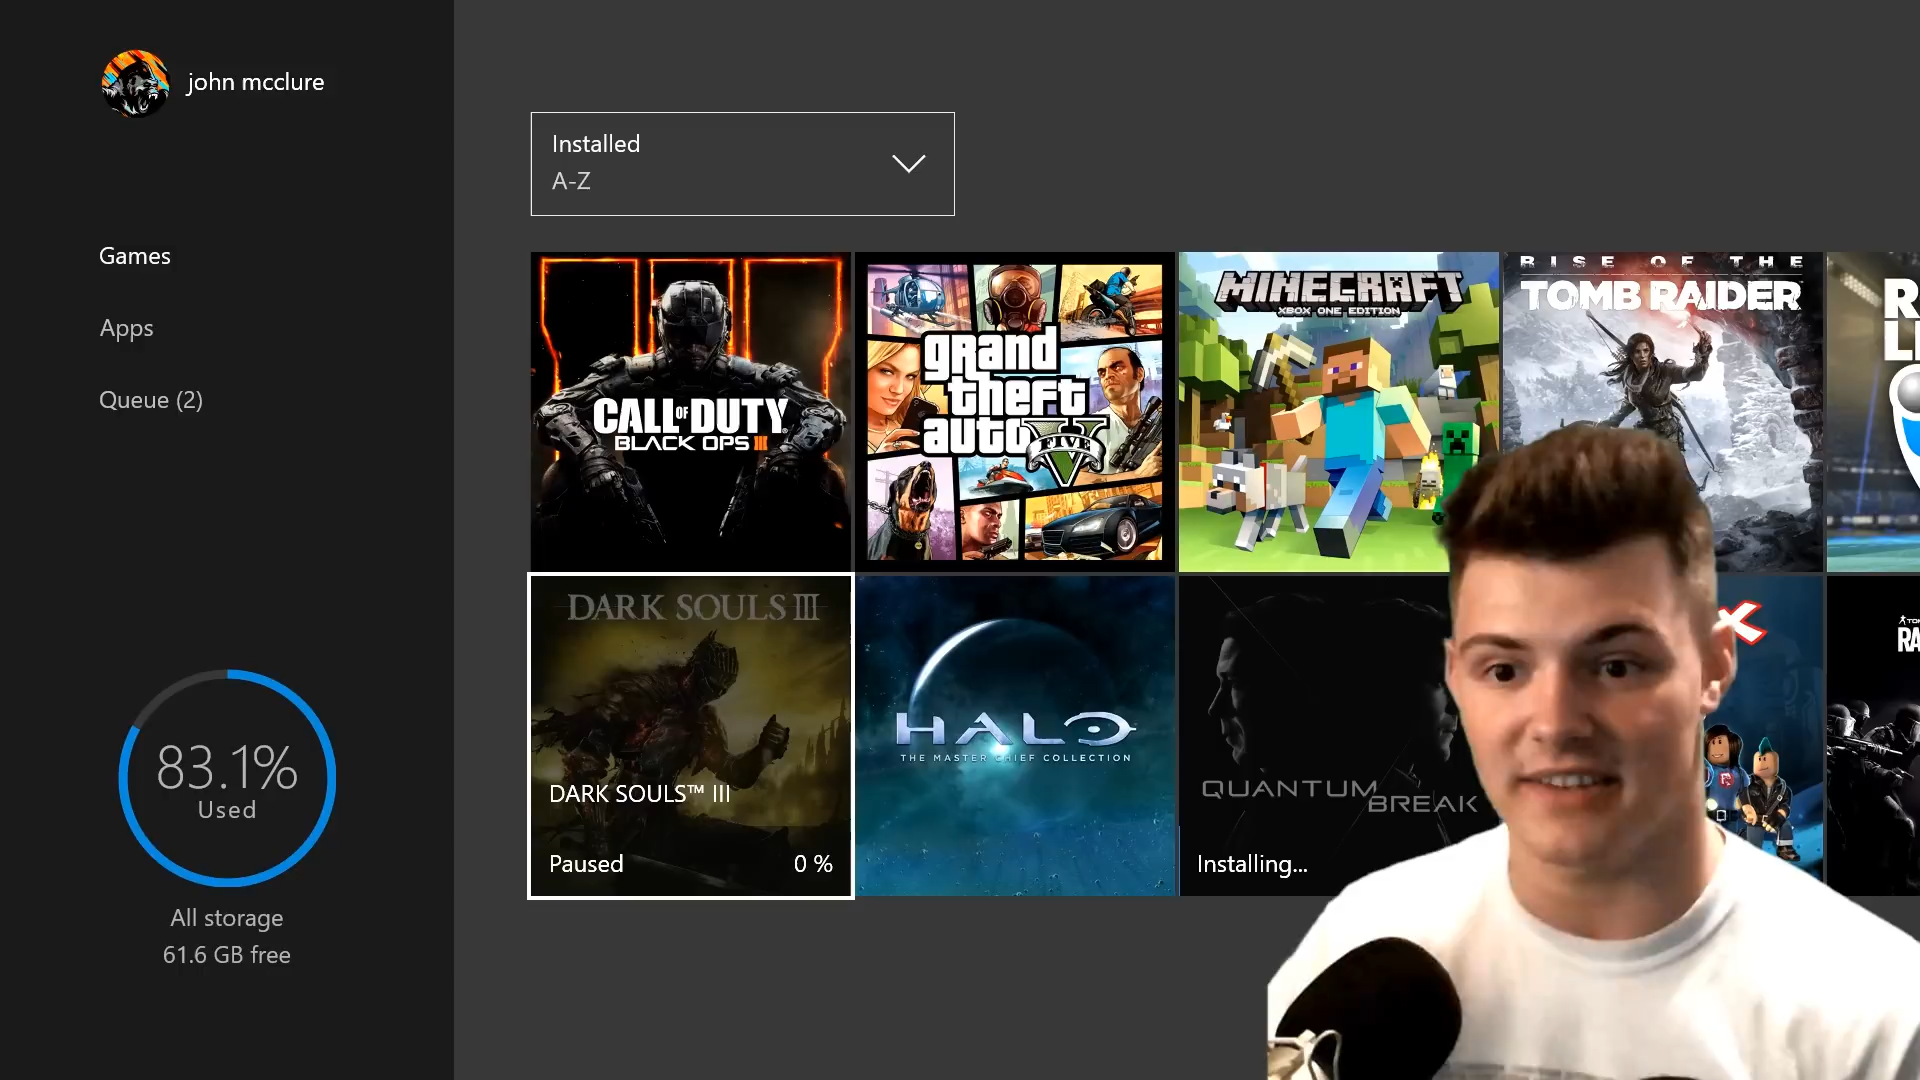 john mcclure
Installed
A-Z
Games
Apps
Queue (2)
83.1%
Used
All storage
61.6 GB free
CALL OF DUTY
BLACK OPS III
grand
theft
auto
FIVE
MINECRAFT
XBOX ONE EDITION
RISE OF THE
TOMB RAIDER
DARK SOULS III
DARK SOULS™ III
Paused
0 %
HALO
THE MASTER CHIEF COLLECTION
QUANTUM
BREAK
Installing...